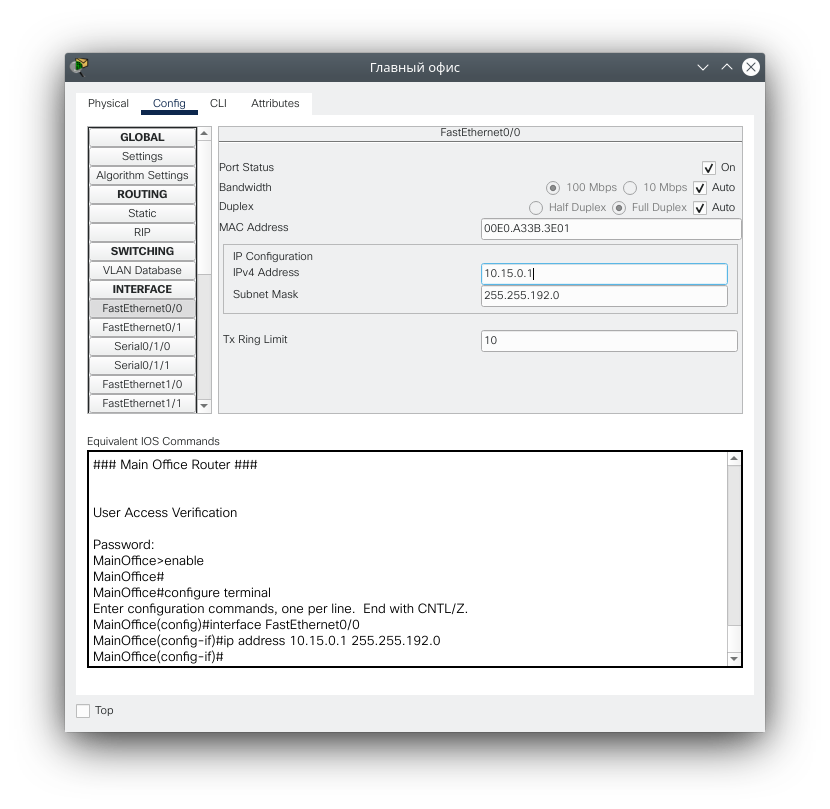 Главный офис
Physical Config CLI Attributes
GLOBAL
Settings
Algorithm Settings
ROUTING
Static
RIP
SWITCHING
VLAN Database
INTERFACE
FastEthernet0/0
FastEthernet0/1
Serial0/1/0
Serial0/1/1
FastEthernet1/0
FastEthernet1/1
FastEthernet0/0
Port Status On
Bandwidth 100 Mbps 10 Mbps Auto
Duplex Half Duplex Full Duplex Auto
MAC Address 00E0.A33B.3E01
IP Configuration
IPv4 Address 10.15.0.1
Subnet Mask 255.255.192.0
Tx Ring Limit 10
Equivalent IOS Commands
### Main Office Router ###
User Access Verification
Password:
MainOffice>enable
MainOffice#
MainOffice#configure terminal
Enter configuration commands, one per line. End with CNTL/Z.
MainOffice(config)#interface FastEthernet0/0
MainOffice(config-if)#ip address 10.15.0.1 255.255.192.0
MainOffice(config-if)#
Top